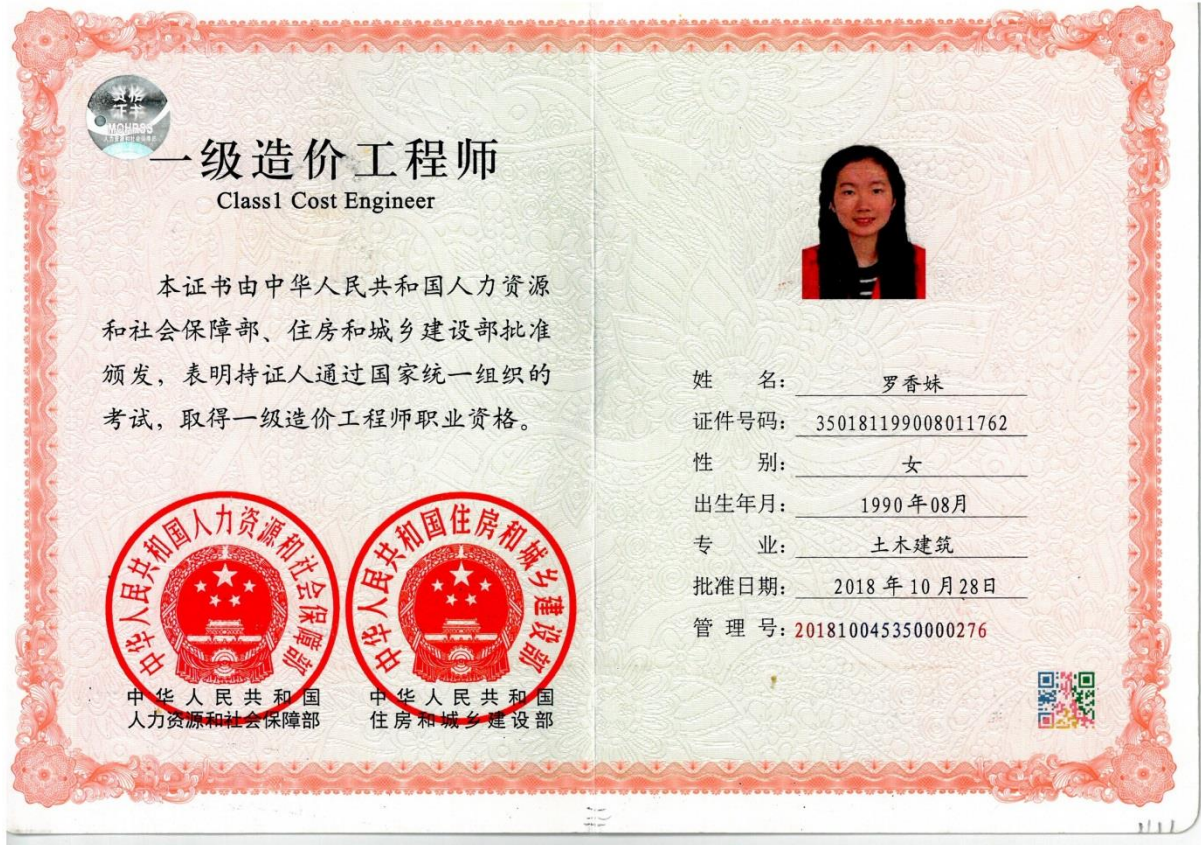 资格
证书
MOHRSS
一级造价工程师
Class1 Cost Engineer
本证书由中华人民共和国人力资源
和社会保障部、住房和城乡建设部批准
颁发，表明持证人通过国家统一组织的
考试，取得一级造价工程师职业资格。
中华人民共和国人力资源和社会保障部
中华人民共和国住房和城乡建设部
中华人民共和国
人力资源和社会保障部
中华人民共和国
住房和城乡建设部
姓 名： 罗香妹
证件号码： 350181199008011762
性 别： 女
出生年月： 1990年08月
专 业： 土木建筑
批准日期： 2018年10月28日
管 理 号： 201810045350000276